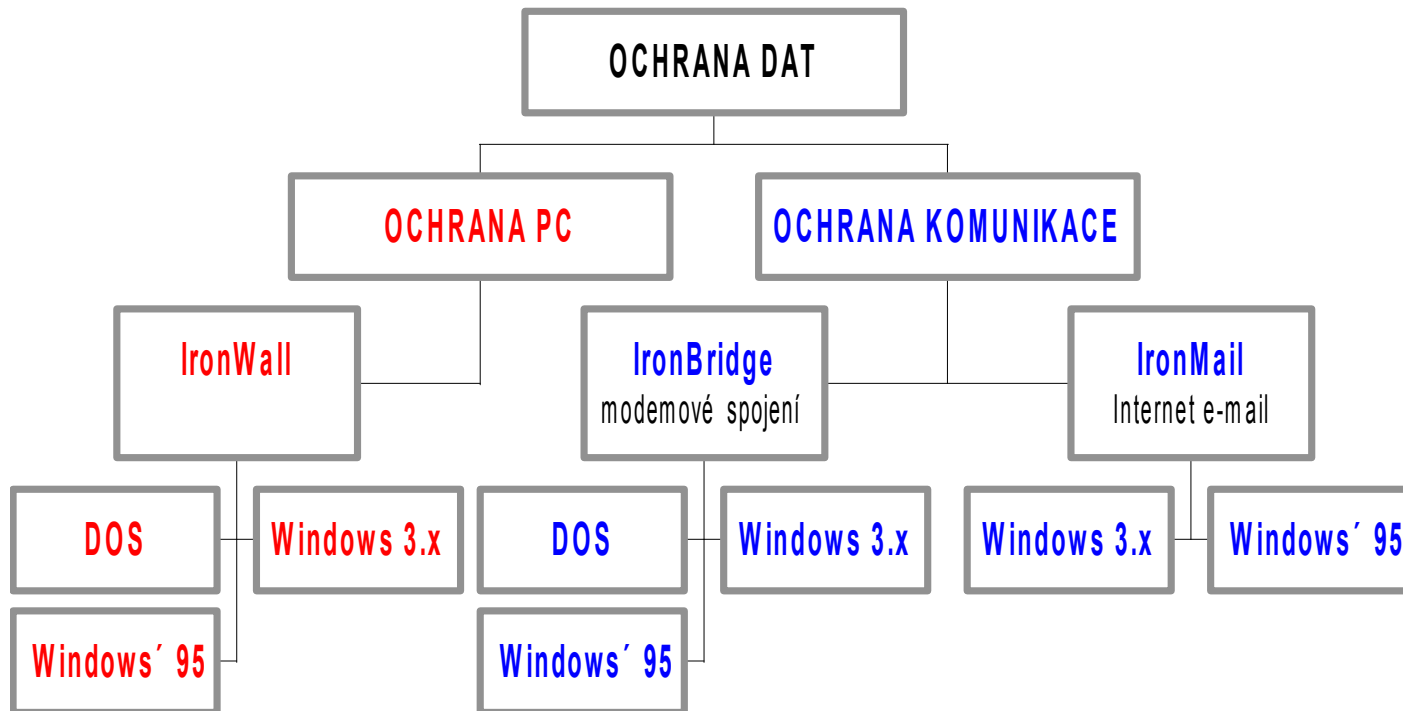 OCHRANA DAT
OCHRANA PC
OCHRANA KOMUNIKACE
IronWall
IronBridge
modemové spojení
IronMail
Internet e-mail
DOS
Windows 3.x
DOS
Windows 3.x
Windows 3.x
Windows´ 95
Windows´ 95
Windows´ 95